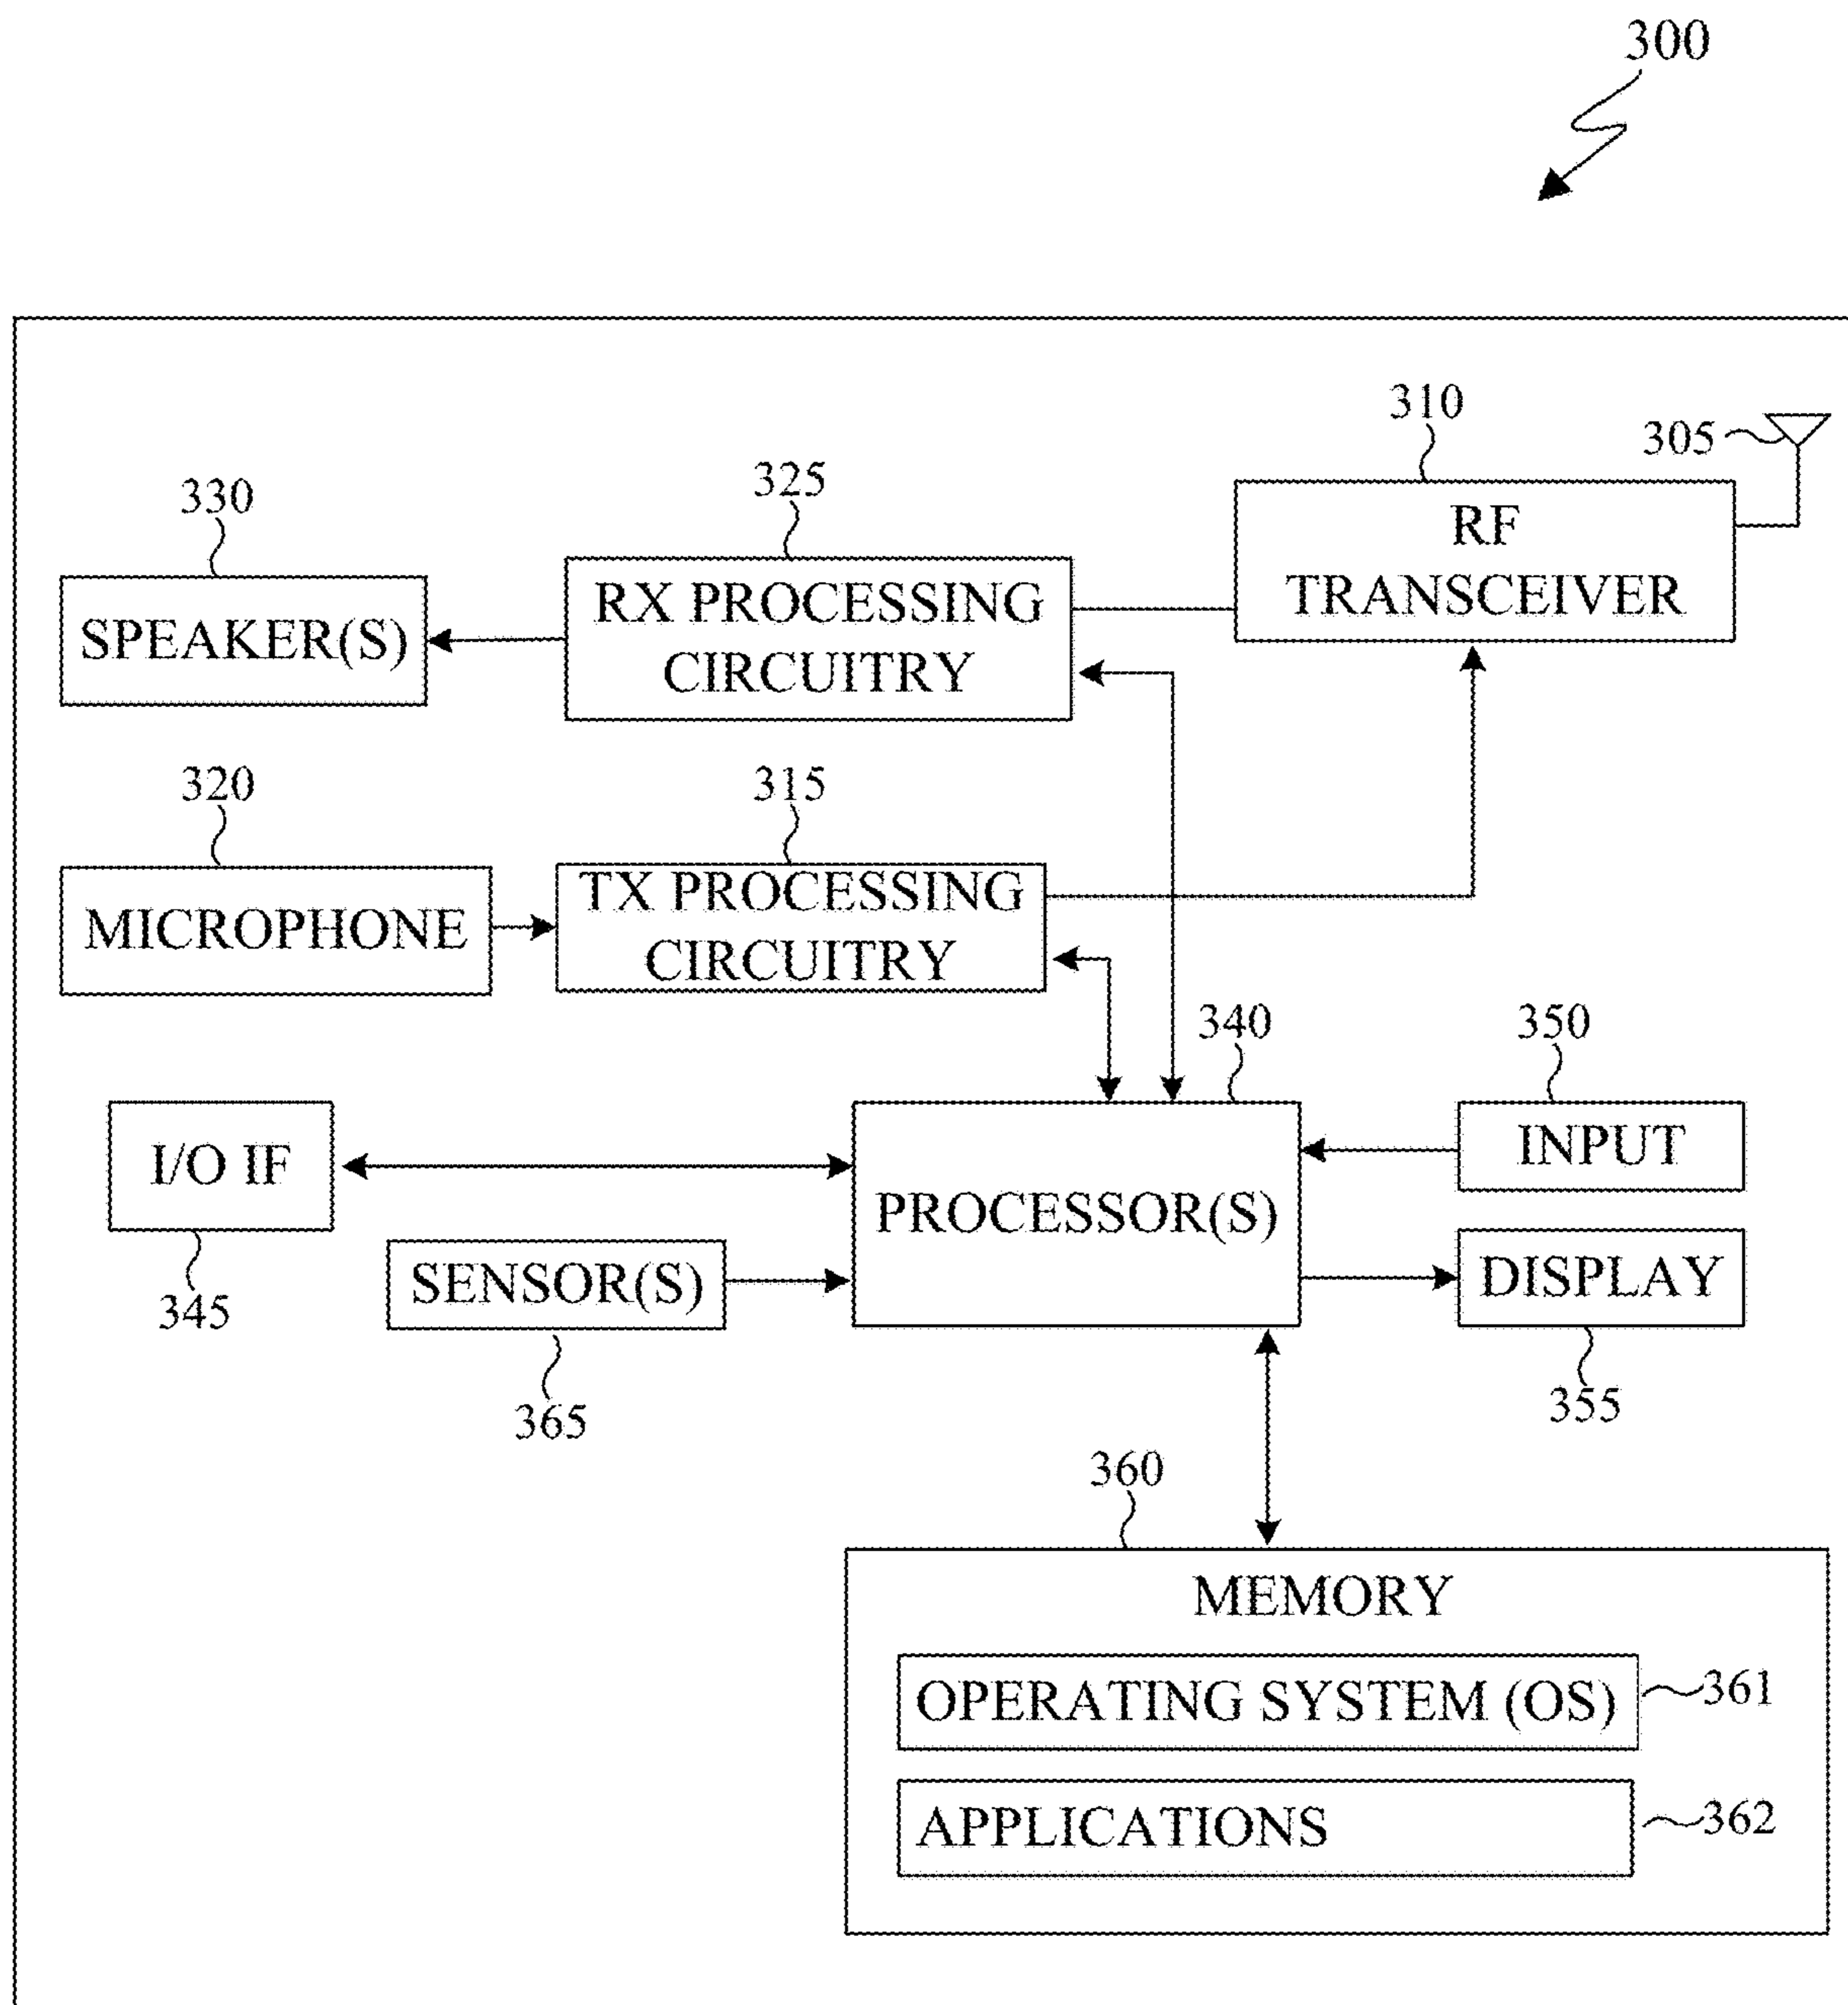 300
310
305
325
330
RF
TRANSCEIVER
RX PROCESSING
CIRCUITRY
SPEAKER(S)
320
315
MICROPHONE
TX PROCESSING
CIRCUITRY
340
350
I/O IF
INPUT
PROCESSOR(S)
SENSOR(S)
DISPLAY
345
365
355
360
MEMORY
OPERATING SYSTEM (OS)
361
APPLICATIONS
362